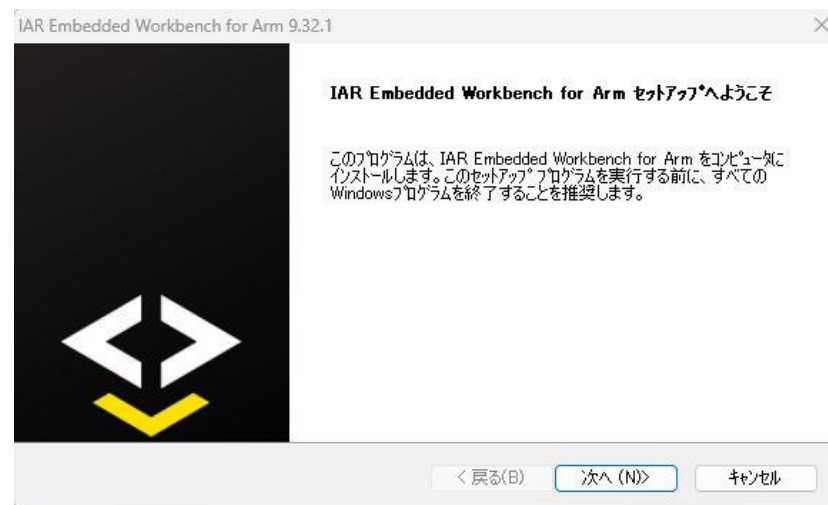 IAR Embedded Workbench for Arm 9.32.1
IAR Embedded Workbench for Arm ｾｯﾄｱｯﾌﾟへようこそ
このﾌﾟﾛｸﾞﾗﾑは、IAR Embedded Workbench for Arm をｺﾝﾋﾟｭｰﾀに
ｲﾝｽﾄｰﾙします。このｾｯﾄｱｯﾌﾟ ﾌﾟﾛｸﾞﾗﾑを実行する前に、すべての
Windowsﾌﾟﾛｸﾞﾗﾑを終了することを推奨します。
< 戻る(B)
次へ (N)>
ｷｬﾝｾﾙ